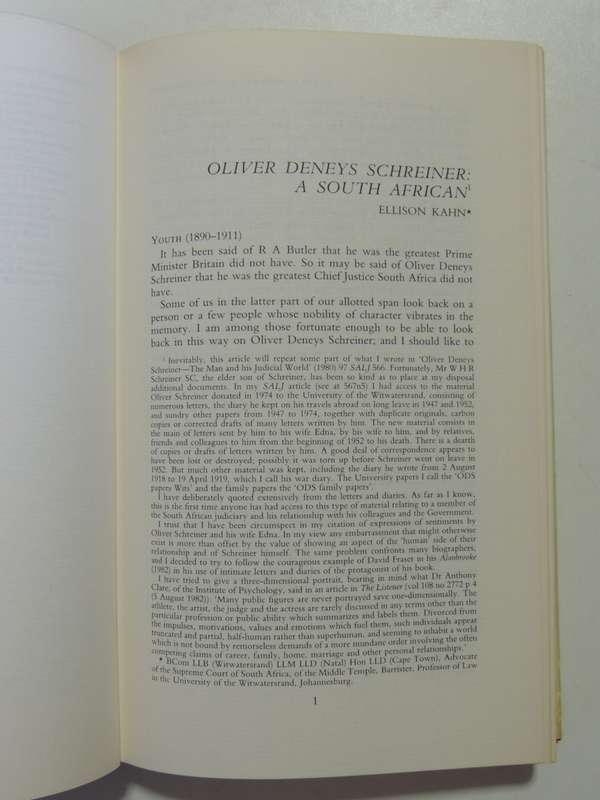 OLIVER DENEYS SCHREINER:
A SOUTH AFRICAN¹
ELLISON KAHN*
YOUTH (1890–1911)
It has been said of R A Butler that he was the greatest Prime
Minister Britain did not have. So it may be said of Oliver Deneys
Schreiner that he was the greatest Chief Justice South Africa did not
have.
Some of us in the latter part of our allotted span look back on a
person or a few people whose nobility of character vibrates in the
memory. I am among those fortunate enough to be able to look
back in this way on Oliver Deneys Schreiner; and I should like to
¹ Inevitably, this article will repeat some part of what I wrote in 'Oliver Deneys
Schreiner—The Man and his Judicial World' (1980) 97 SALJ 566. Fortunately, Mr W H R
Schreiner SC, the elder son of Schreiner, has been so kind as to place at my disposal
additional documents. In my SALJ article (see at 567n5) I had access to the material
Oliver Schreiner donated in 1974 to the University of the Witwatersrand, consisting of
numerous letters, the diary he kept on his travels abroad on long leave in 1947 and 1952,
and sundry other papers from 1947 to 1974, together with duplicate originals, carbon
copies or corrected drafts of many letters written by him. The new material consists in
the main of letters sent by him to his wife Edna, by his wife to him, and by relatives,
friends and colleagues to him from the beginning of 1952 to his death. There is a dearth
of copies or drafts of letters written by him. A good deal of correspondence appears to
have been lost or destroyed; possibly it was torn up before Schreiner went on leave in
1952. But much other material was kept, including the diary he wrote from 2 August
1918 to 19 April 1919, which I call his war diary. The University papers I call the 'ODS
papers Wits' and the family papers the 'ODS family papers'.
I have deliberately quoted extensively from the letters and diaries. As far as I know,
this is the first time anyone has had access to this type of material relating to a member of
the South African judiciary and his relationship with his colleagues and the Government.
I trust that I have been circumspect in my citation of expressions of sentiments by
Oliver Schreiner and his wife Edna. In my view any embarrassment that might otherwise
exist is more than offset by the value of showing an aspect of the 'human' side of their
relationship and of Schreiner himself. The same problem confronts many biographers,
and I decided to try to follow the courageous example of David Fraser in his Alanbrooke
(1982) in his use of intimate letters and diaries of the protagonist of his book.
I have tried to give a three-dimensional portrait, bearing in mind what Dr Anthony
Clare, of the Institute of Psychology, said in an article in The Listener (vol 108 no 2772 p 4
(5 August 1982)): 'Many public figures are never portrayed save one-dimensionally. The
athlete, the artist, the judge and the actress are rarely discussed in any terms other than the
particular profession or public ability which summarizes and labels them. Divorced from
the impulses, motivations, values and emotions which fuel them, such individuals appear
truncated and partial, half-human rather than superhuman, and seeming to inhabit a world
which is not bound by remorseless demands of a more mundane order involving the often
competing claims of career, family, home, marriage and other personal relationships.'
* BCom LLB (Witwatersrand) LLM LLD (Natal) Hon LLD (Cape Town), Advocate
of the Supreme Court of South Africa, of the Middle Temple, Barrister, Professor of Law
in the University of the Witwatersrand, Johannesburg.
1